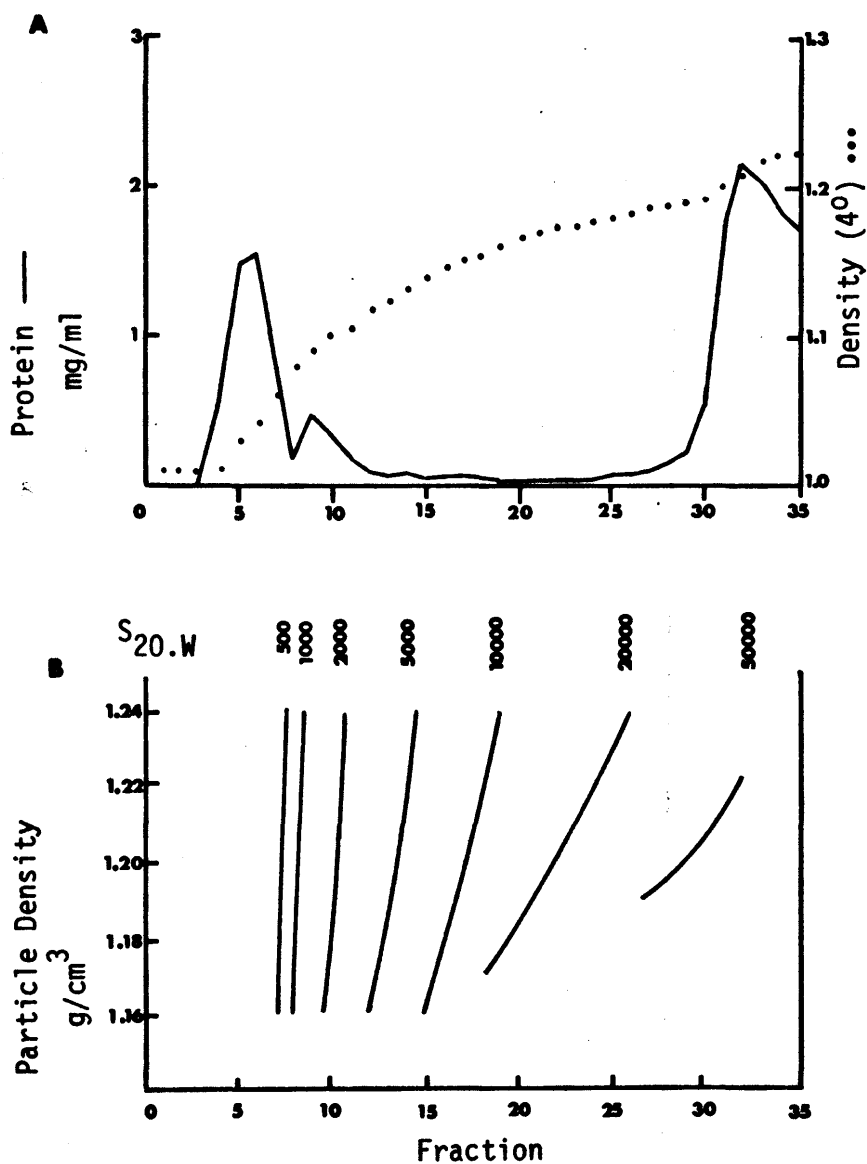 A
3
2
1
Protein —
mg/ml
1.3
1.2
1.1
1.0
Density (4°) •••
0 5 10 15 20 25 30 35
S20.W
500 1000 2000 5000 10000 20000 50000
B
1.24
1.22
1.20
1.18
1.16
Particle Density
g/cm3
0 5 10 15 20 25 30 35
Fraction